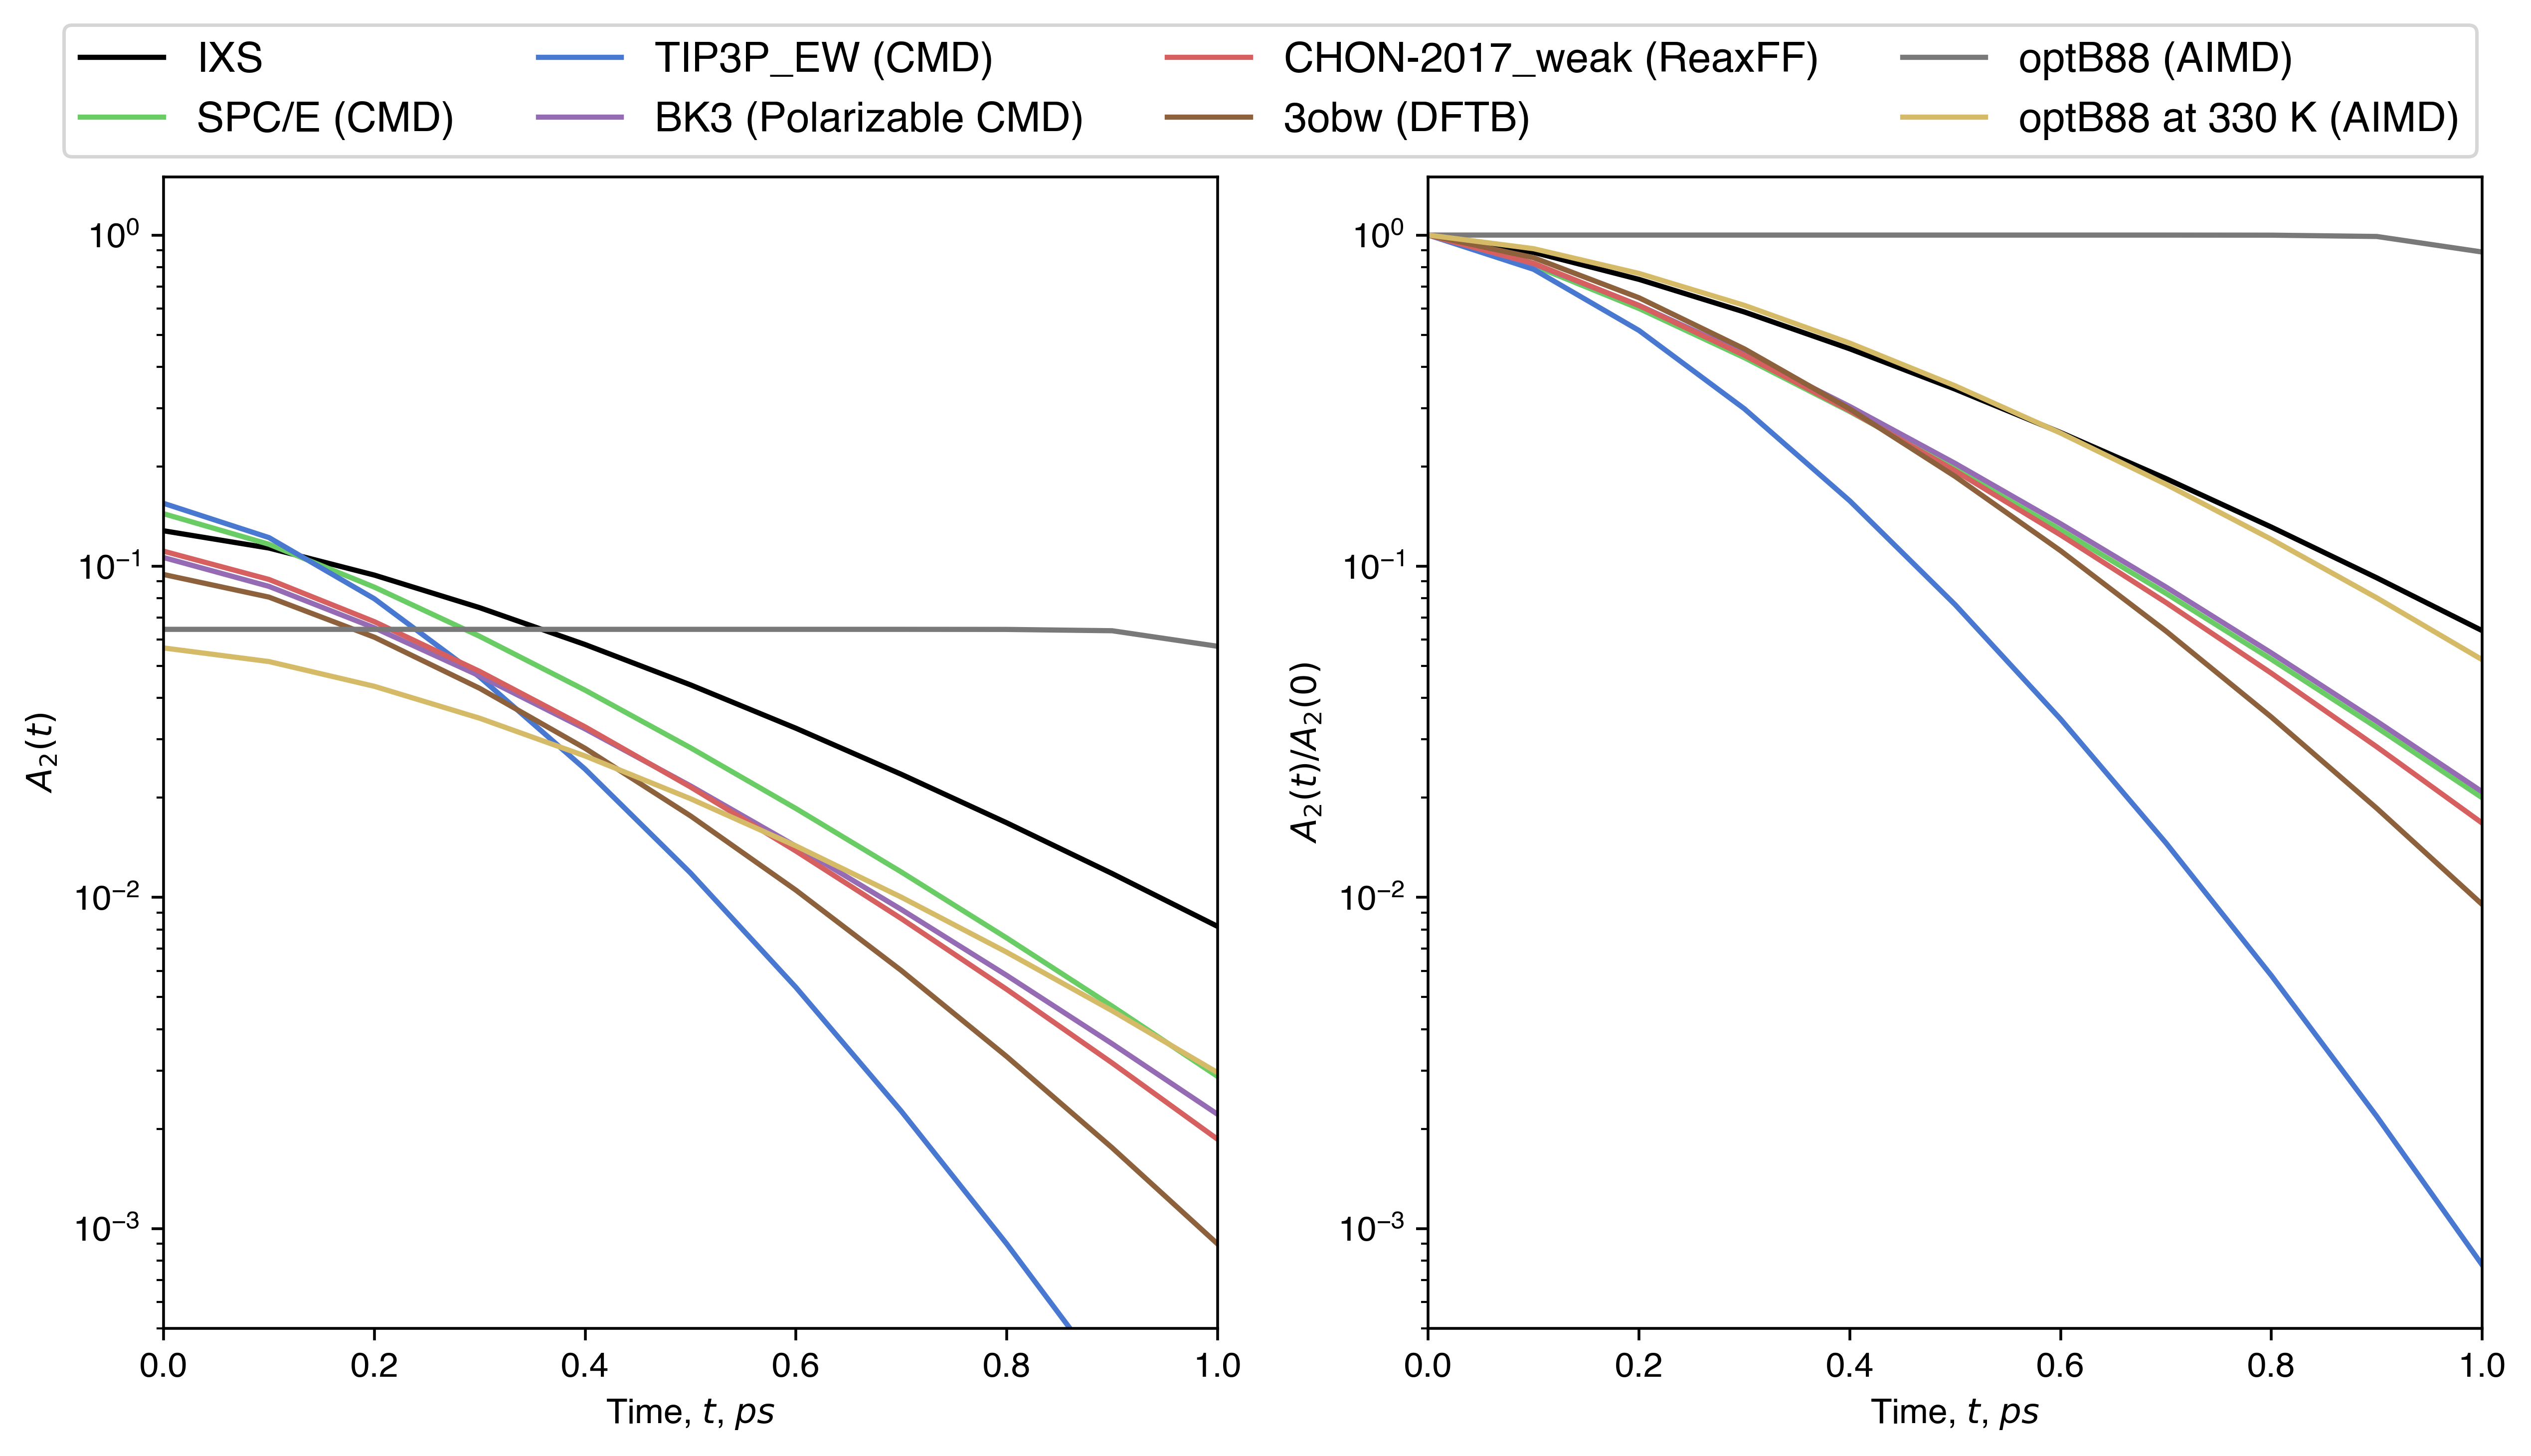 IXS
SPC/E (CMD)
TIP3P_EW (CMD)
BK3 (Polarizable CMD)
CHON-2017_weak (ReaxFF)
3obw (DFTB)
optB88 (AIMD)
optB88 at 330 K (AIMD)
A₂(t)
10⁰
10⁻¹
10⁻²
10⁻³
0.0 0.2 0.4 0.6 0.8 1.0
Time, t, ps
A₂(t)/A₂(0)
10⁰
10⁻¹
10⁻²
10⁻³
0.0 0.2 0.4 0.6 0.8 1.0
Time, t, ps